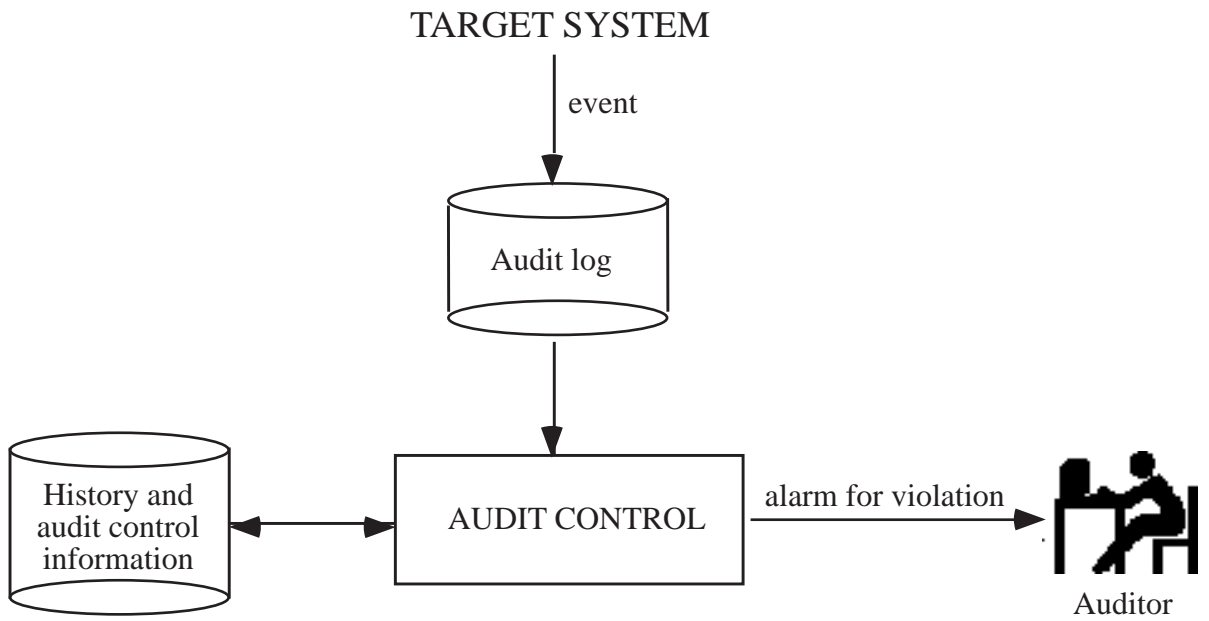 TARGET SYSTEM
event
Audit log
History and
audit control
information
AUDIT CONTROL
alarm for violation
Auditor